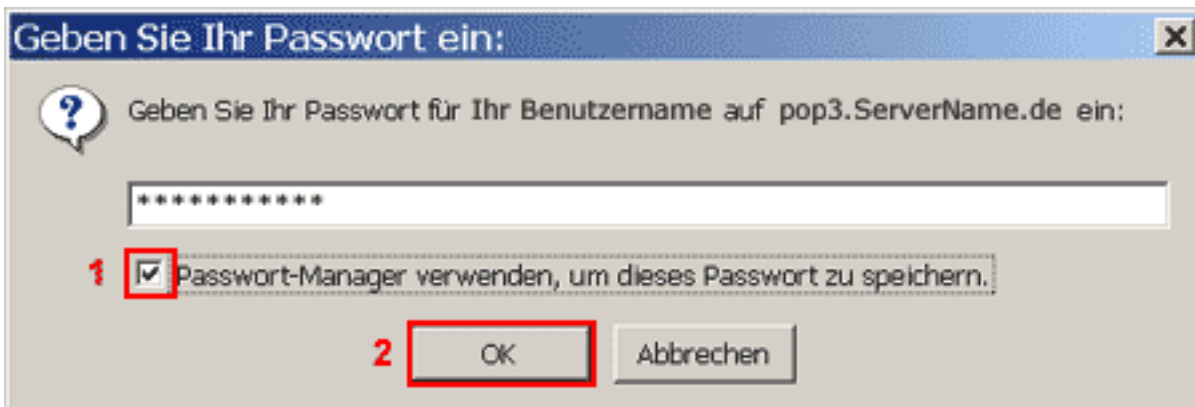 Geben Sie Ihr Passwort ein:
?
Geben Sie Ihr Passwort für Ihr Benutzername auf pop3.ServerName.de ein:
***********
1 Passwort-Manager verwenden, um dieses Passwort zu speichern.
2 OK Abbrechen